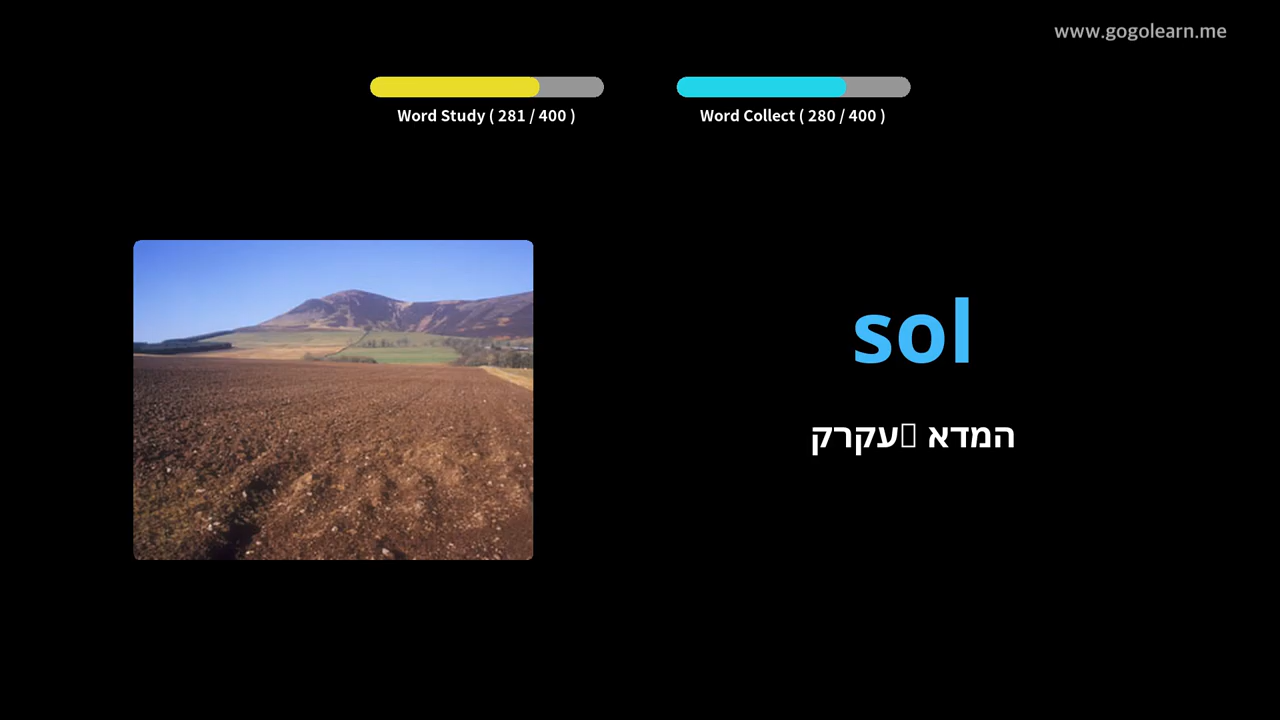 www.gogolearn.me
Word Study ( 281 / 400 )
Word Collect ( 280 / 400 )
sol
המדא עקרק